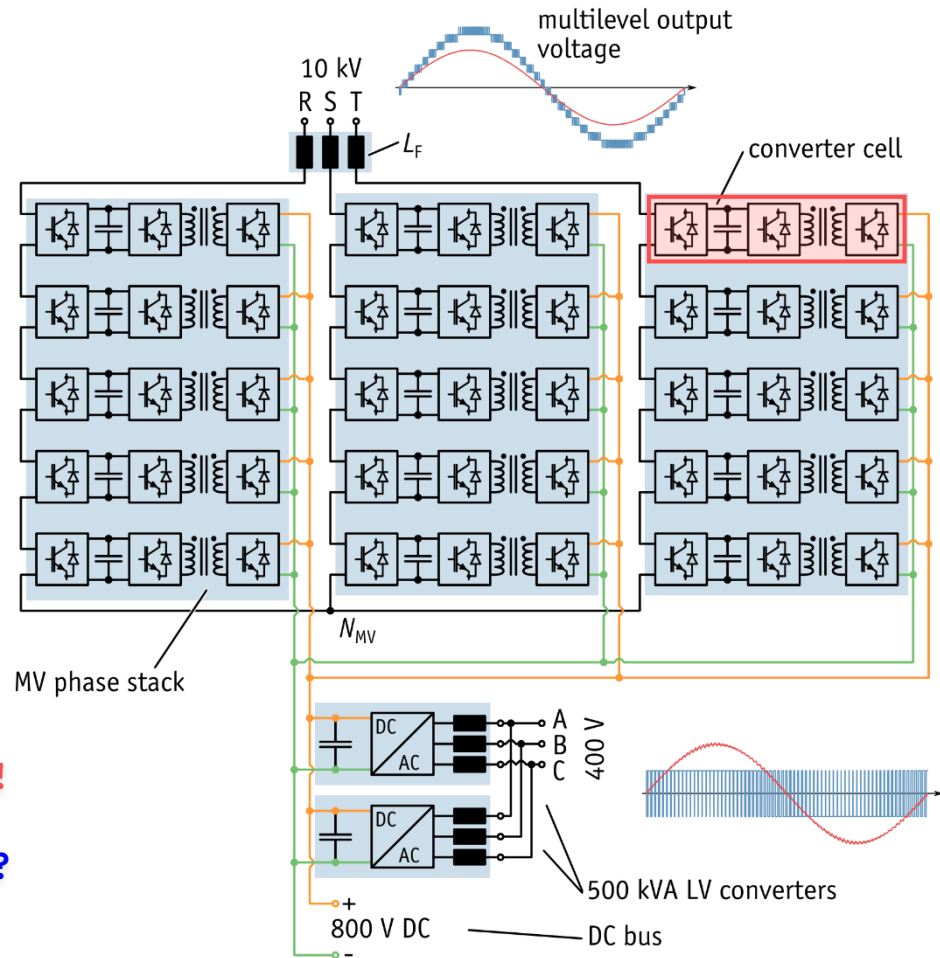 multilevel output
voltage
10 kV
R S T
L_F
converter cell
N_MV
MV phase stack
DC
AC
A
B
C
400 V
!
DC
AC
?
500 kVA LV converters
+
800 V DC
DC bus
-